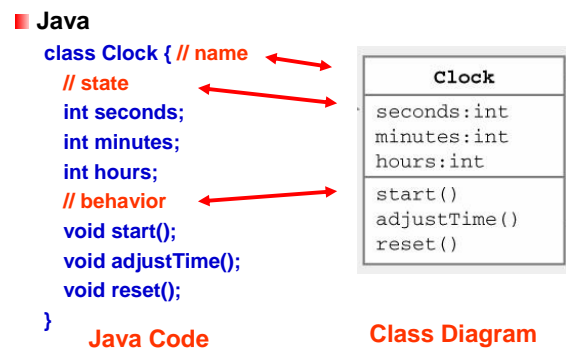 Java
class Clock { // name
// state
int seconds;
int minutes;
int hours;
// behavior
void start();
void adjustTime();
void reset();
}
Java Code
Clock
seconds:int
minutes:int
hours:int
start()
adjustTime()
reset()
Class Diagram